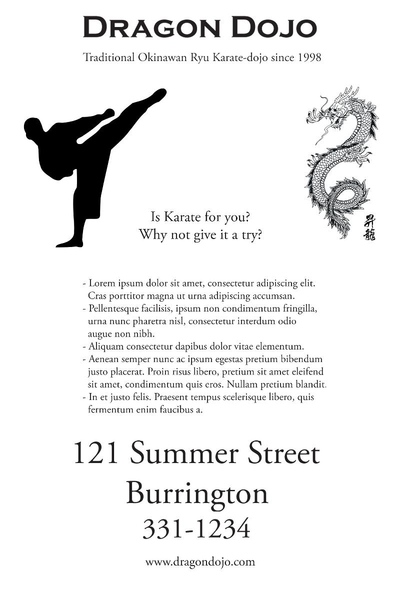 DRAGON DOJO
Traditional Okinawan Ryu Karate-dojo since 1998
昇龍
Is Karate for you?
Why not give it a try?
- Lorem ipsum dolor sit amet, consectetur adipiscing elit.
Cras porttitor magna ut urna adipiscing accumsan.
- Pellentesque facilisis, ipsum non condimentum fringilla,
urna nunc pharetra nisl, consectetur interdum odio
augue non nibh.
- Aliquam consectetur dapibus dolor vitae elementum.
- Aenean semper nunc ac ipsum egestas pretium bibendum
justo placerat. Proin risus libero, pretium sit amet eleifend
sit amet, condimentum quis eros. Nullam pretium blandit.
- In et justo felis. Praesent tempus scelerisque libero, quis
fermentum enim faucibus a.
121 Summer Street
Burrington
331-1234
www.dragondojo.com